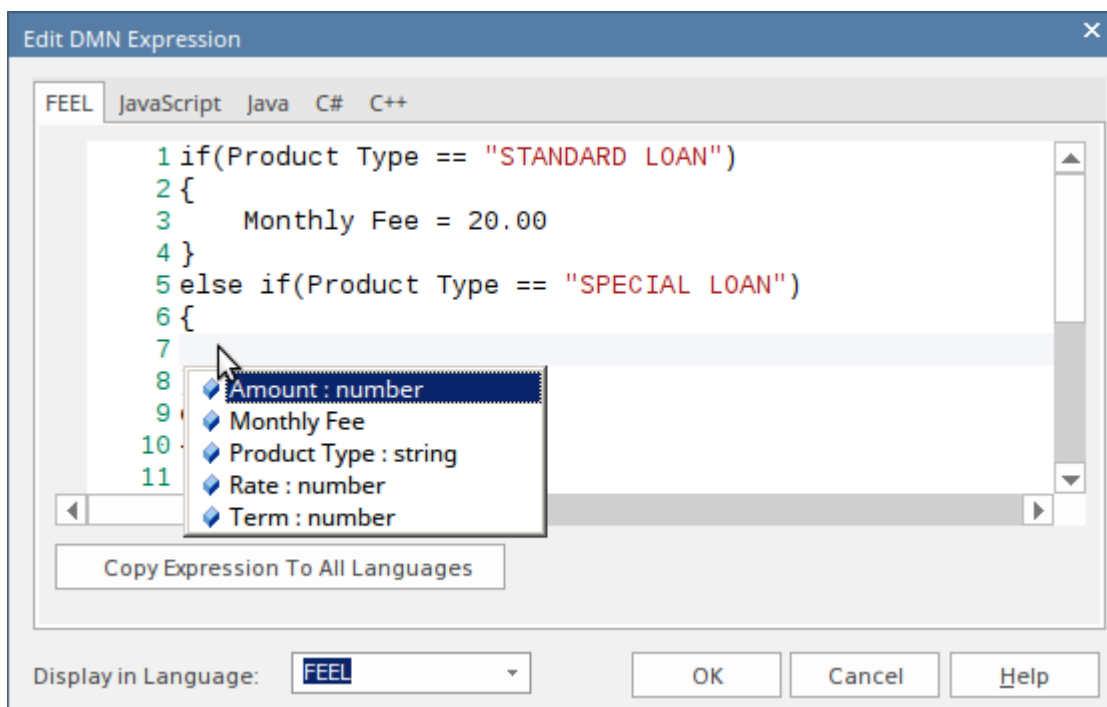 Edit DMN Expression
FEEL JavaScript Java C# C++
1 if(Product Type == "STANDARD LOAN")
2 {
3     Monthly Fee = 20.00
4 }
5 else if(Product Type == "SPECIAL LOAN")
6 {
7
8
9
10
11
Amount : number
Monthly Fee
Product Type : string
Rate : number
Term : number
Copy Expression To All Languages
Display in Language: FEEL OK Cancel Help